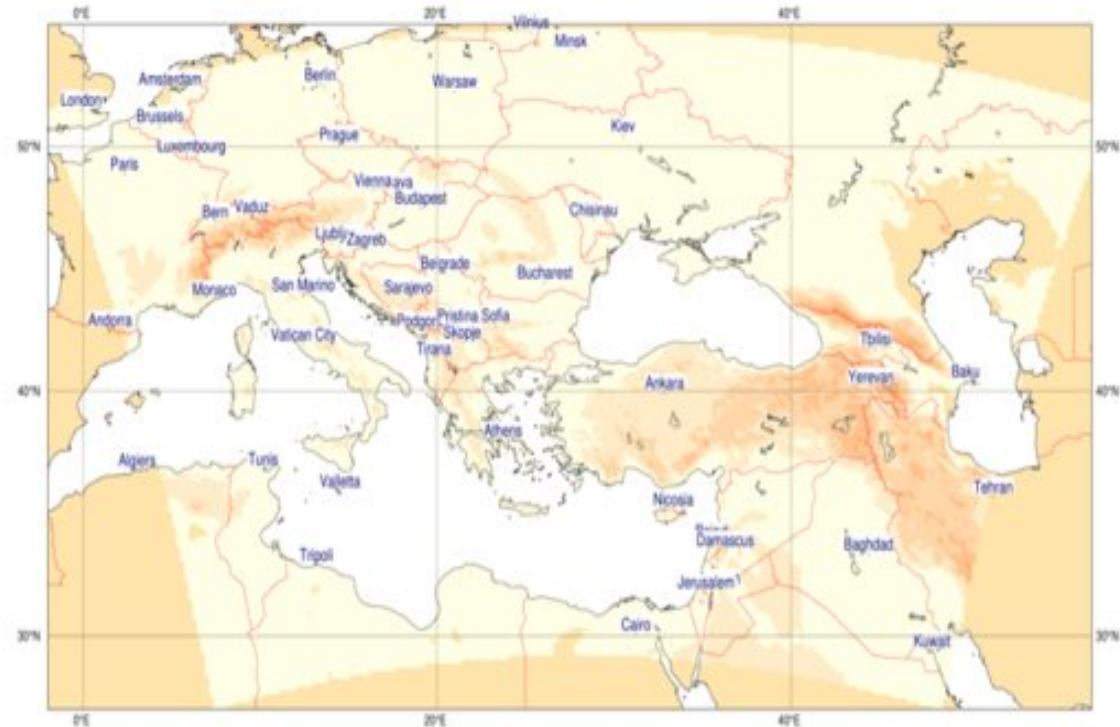 0°E 20°E 40°E
Vilnius
Minsk
Amsterdam
Berlin
Warsaw
London
Brussels
Kiev
Prague
Luxembourg
50°N 50°N
Paris
Vienna
Budapest
Bern
Vaduz
Chisinau
Zagreb
Belgrade
Bucharest
Monaco
San Marino
Sarajevo
Andorra
Vatican City
Pristina
Sofia
Skopje
Tirana
Tbilisi
Yerevan
Baku
Ankara
40°N 40°N
Athens
Algiers
Tunis
Valletta
Nicosia
Tehran
Tripoli
Damascus
Baghdad
Jerusalem
Cairo
30°N 30°N
Kuwait
0°E 20°E 40°E